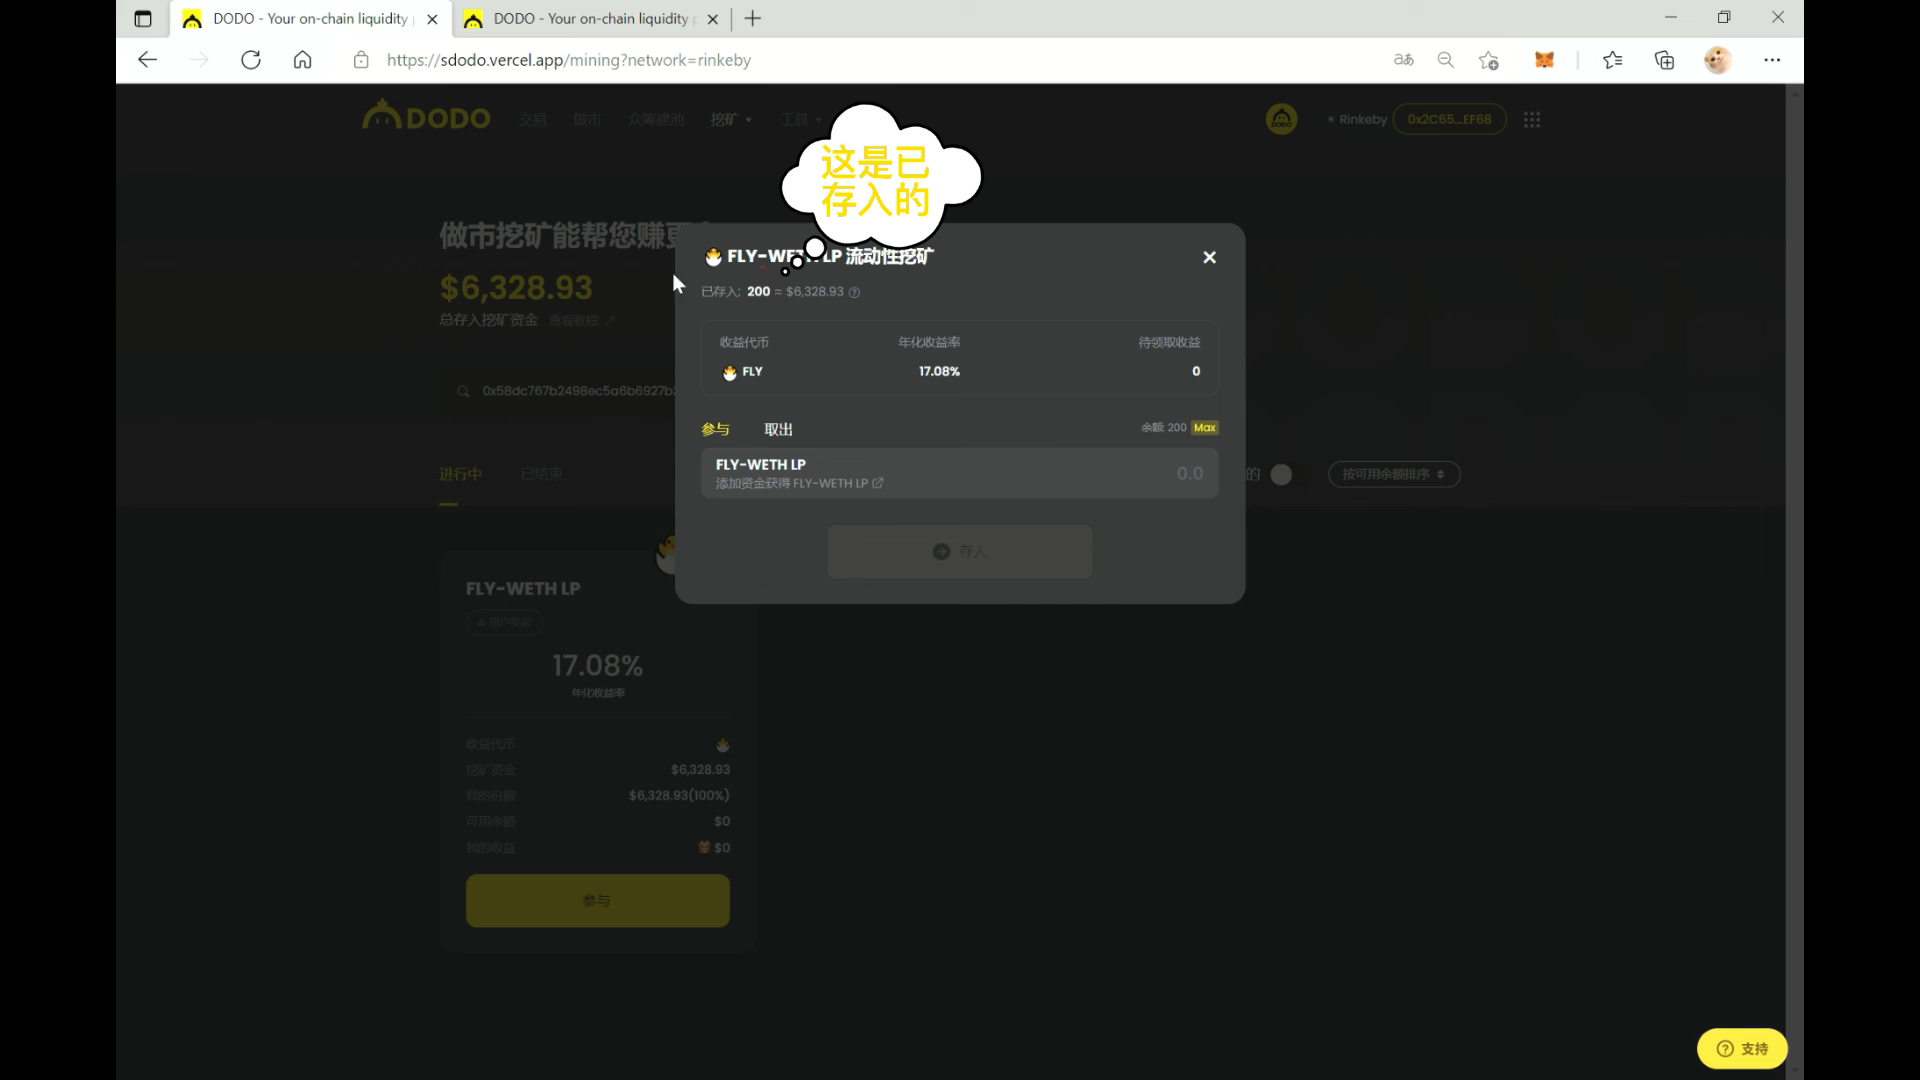 DODO - Your on-chain liquidity
DODO - Your on-chain liquidity
https://sdodo.vercel.app/mining?network=rinkeby
DODO
交易
做市
众筹建池
挖矿
工具
Rinkeby
0x2C65...EF68
这是已
存入的
做市挖矿能帮您赚更
$6,328.93
总存入挖矿资金 查看教程
0x58dc767b2498ec5a6b6927b
进行中
已结束
的
按可用余额排序
FLY-WETH LP 流动性挖矿
已存入: 200 ≈ $6,328.93
收益代币
年化收益率
待领取收益
FLY
17.08%
0
参与
取出
余额: 200 Max
FLY-WETH LP
添加资金获得 FLY-WETH LP
0.0
存入
FLY-WETH LP
17.08%
年化收益率
收益代币
挖矿资金 $6,328.93
我的份额 $6,328.93(100%)
可用余额 $0
我的收益 $0
参与
支持